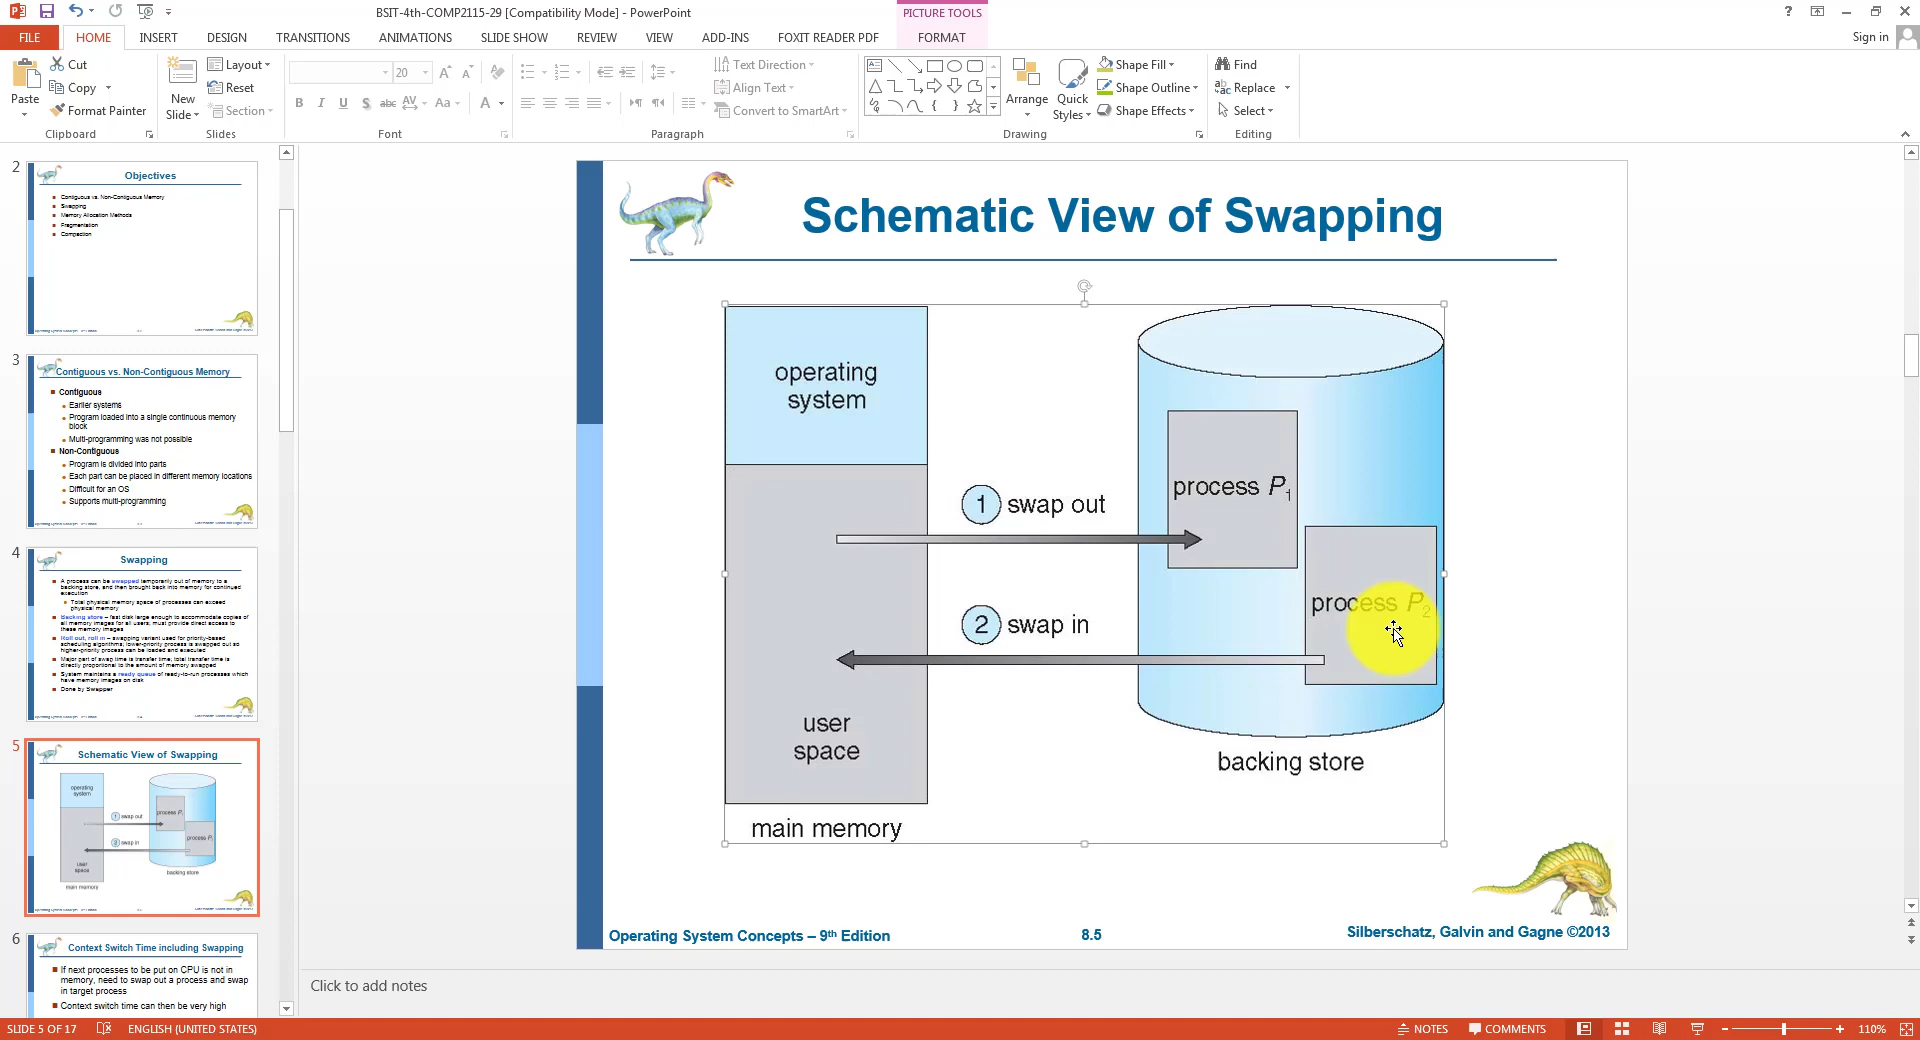 BSIT-4th-COMP2115-29 [Compatibility Mode] - PowerPoint
PICTURE TOOLS
FILE HOME INSERT DESIGN TRANSITIONS ANIMATIONS SLIDE SHOW REVIEW VIEW ADD-INS FOXIT READER PDF FORMAT
Sign in
Paste
Cut
Copy
Format Painter
Clipboard
New
Slide
Layout
Reset
Section
Slides
20
Font
Text Direction
Align Text
Convert to SmartArt
Paragraph
Arrange
Quick
Styles
Shape Fill
Shape Outline
Shape Effects
Drawing
Find
Replace
Select
Editing
2
Objectives
Contiguous vs. Non-Contiguous Memory
Swapping
Memory Allocation Methods
Fragmentation
Compaction
3
Contiguous vs. Non-Contiguous Memory
Contiguous
Earlier systems
Program loaded into a single continuous memory
block
Multi-programming was not possible
Non-Contiguous
Program is divided into parts
Each part can be placed in different memory locations
Difficult for an OS
Supports multi-programming
4
Swapping
A process can be swapped temporarily out of memory to a
backing store, and then brought back into memory for continued
execution
Total physical memory space of processes can exceed
physical memory
Backing store – fast disk large enough to accommodate copies of
all memory images for all users; must provide direct access to
these memory images
Roll out, roll in – swapping variant used for priority-based
scheduling algorithms; lower-priority process is swapped out so
higher-priority process can be loaded and executed
Major part of swap time is transfer time; total transfer time is
directly proportional to the amount of memory swapped
System maintains a ready queue of ready-to-run processes which
have memory images on disk
Done by Swapper
5
Schematic View of Swapping
operating
system
1 swap out
process P1
2 swap in
process P2
user
space
backing store
main memory
6
Context Switch Time including Swapping
If next processes to be put on CPU is not in
memory, need to swap out a process and swap
in target process
Context switch time can then be very high
Schematic View of Swapping
operating
system
process P1
1 swap out
process P2
2 swap in
user
space
backing store
main memory
Operating System Concepts – 9th Edition
8.5
Silberschatz, Galvin and Gagne ©2013
Click to add notes
SLIDE 5 OF 17
ENGLISH (UNITED STATES)
NOTES
COMMENTS
110%